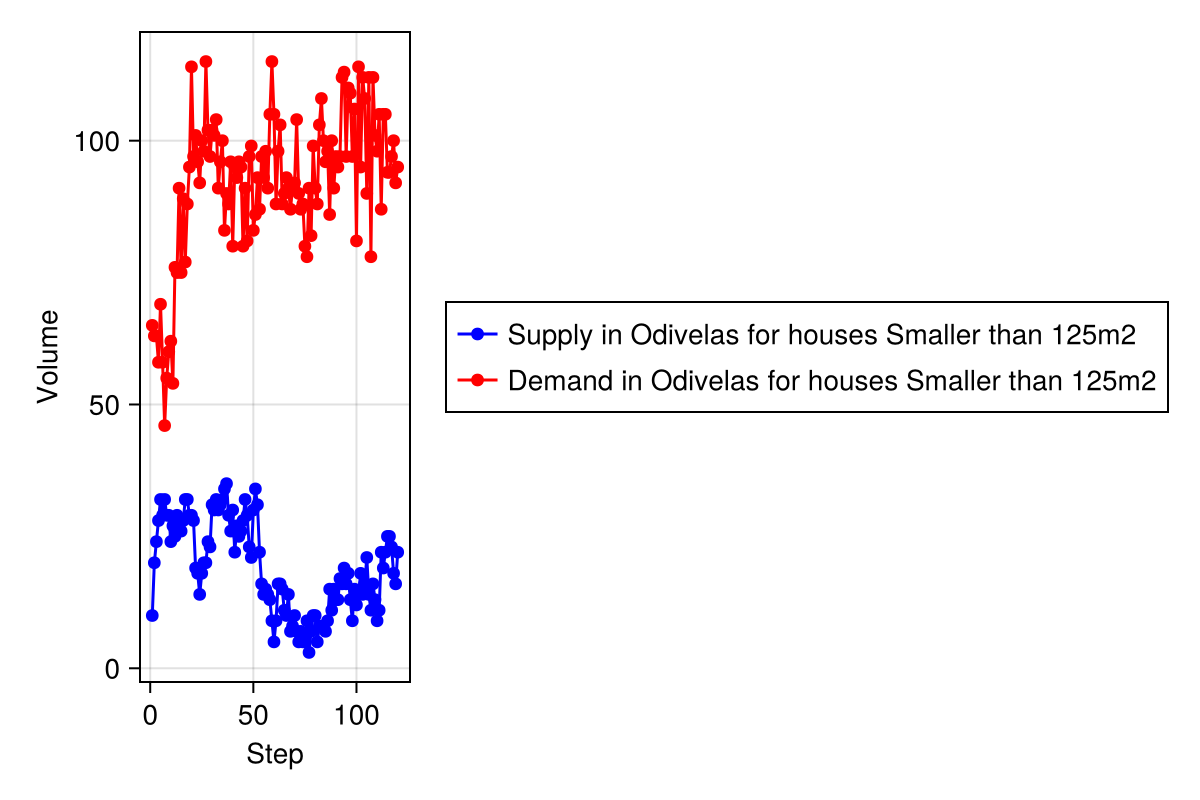 Volume
100
50
0
0 50 100
Step
Supply in Odivelas for houses Smaller than 125m2
Demand in Odivelas for houses Smaller than 125m2